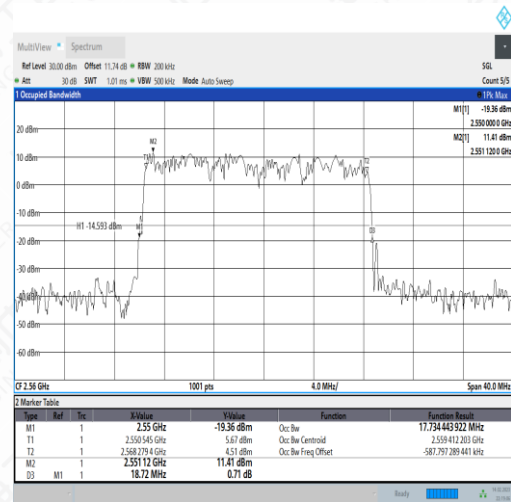 MultiView Spectrum
Ref Level 30.00 dBm Offset 11.74 dB RBW 200 kHz SGL
Att 30 dB SWT 1.01 ms VBW 500 kHz Mode Auto Sweep Count 5/5
1 Occupied Bandwidth 1Pk Max
M1[1] -19.36 dBm
2.550 000 0 GHz
M2[1] 11.41 dBm
2.551 120 0 GHz
20 dBm
M2
T1
T2
10 dBm
0 dBm
-10 dBm
H1 -14.593 dBm
M1
D3
-20 dBm
-30 dBm
-40 dBm
-50 dBm
-60 dBm
CF 2.56 GHz 1001 pts 4.0 MHz/ Span 40.0 MHz
2 Marker Table
Type Ref Trc X-Value Y-Value Function Function Result
M1 1 2.55 GHz -19.36 dBm Occ Bw 17.734 443 922 MHz
T1 1 2.550 545 GHz 5.67 dBm Occ Bw Centroid 2.559 412 203 GHz
T2 1 2.568 279 4 GHz 4.51 dBm Occ Bw Freq Offset -587.797 289 441 kHz
M2 1 2.551 12 GHz 11.41 dBm
D3 M1 1 18.72 MHz 0.71 dB
Ready